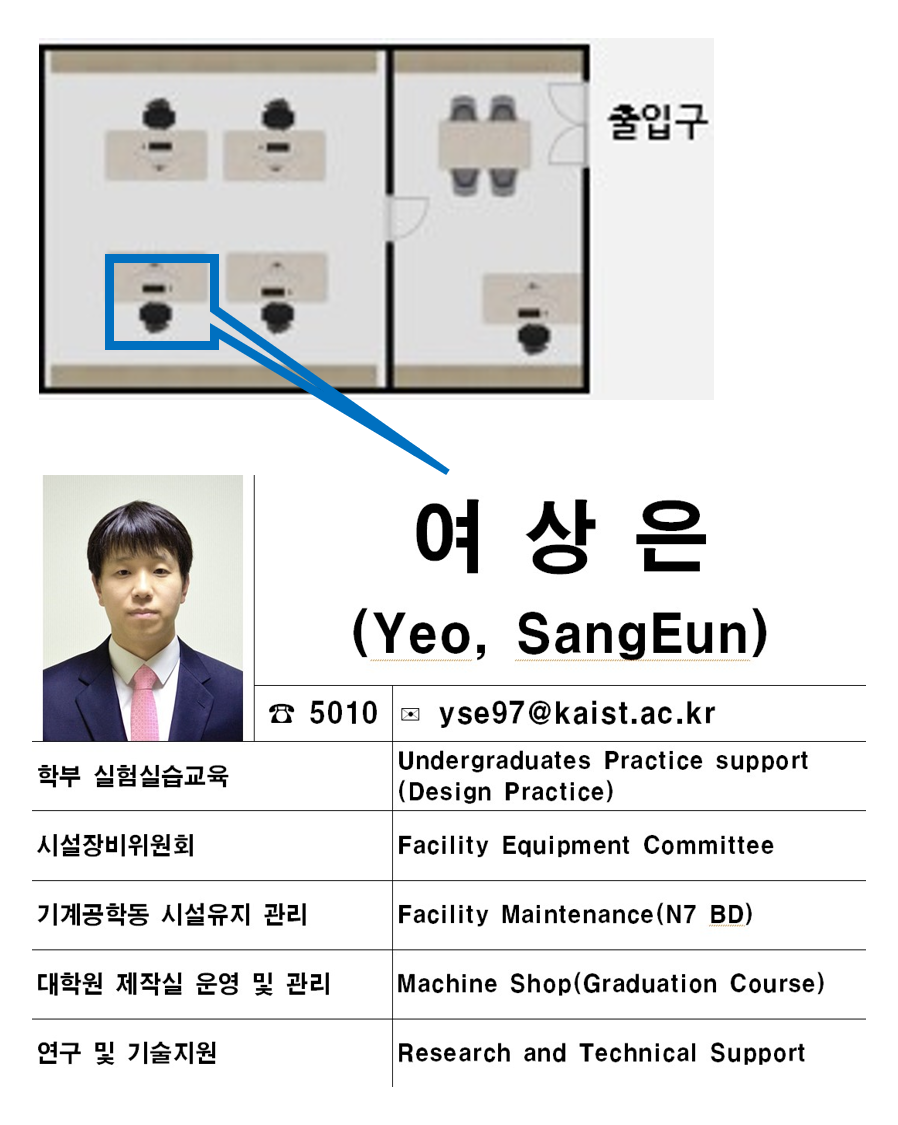 출입구
여 상 은
(Yeo, SangEun)
☎ 5010
✉ yse97@kaist.ac.kr
학부 실험실습교육
Undergraduates Practice support
(Design Practice)
시설장비위원회
Facility Equipment Committee
기계공학동 시설유지 관리
Facility Maintenance(N7 BD)
대학원 제작실 운영 및 관리
Machine Shop(Graduation Course)
연구 및 기술지원
Research and Technical Support